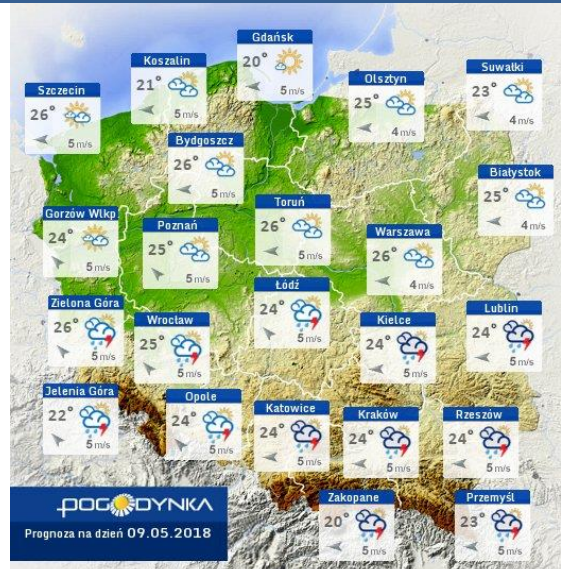 Gdańsk
20°
5 m/s
Koszalin
21°
5 m/s
Szczecin
26°
5 m/s
Olsztyn
25°
4 m/s
Suwałki
23°
4 m/s
Bydgoszcz
26°
5 m/s
Białystok
25°
4 m/s
Gorzów Wlkp
24°
5 m/s
Poznań
25°
5 m/s
Toruń
26°
5 m/s
Warszawa
26°
4 m/s
Zielona Góra
26°
5 m/s
Wrocław
25°
5 m/s
Łódź
24°
5 m/s
Kielce
24°
5 m/s
Lublin
24°
5 m/s
Jelenia Góra
22°
5 m/s
Opole
24°
5 m/s
Katowice
24°
5 m/s
Kraków
24°
5 m/s
Rzeszów
24°
5 m/s
Zakopane
20°
5 m/s
Przemyśl
23°
5 m/s
POGODYNKA
Prognoza na dzień 09.05.2018